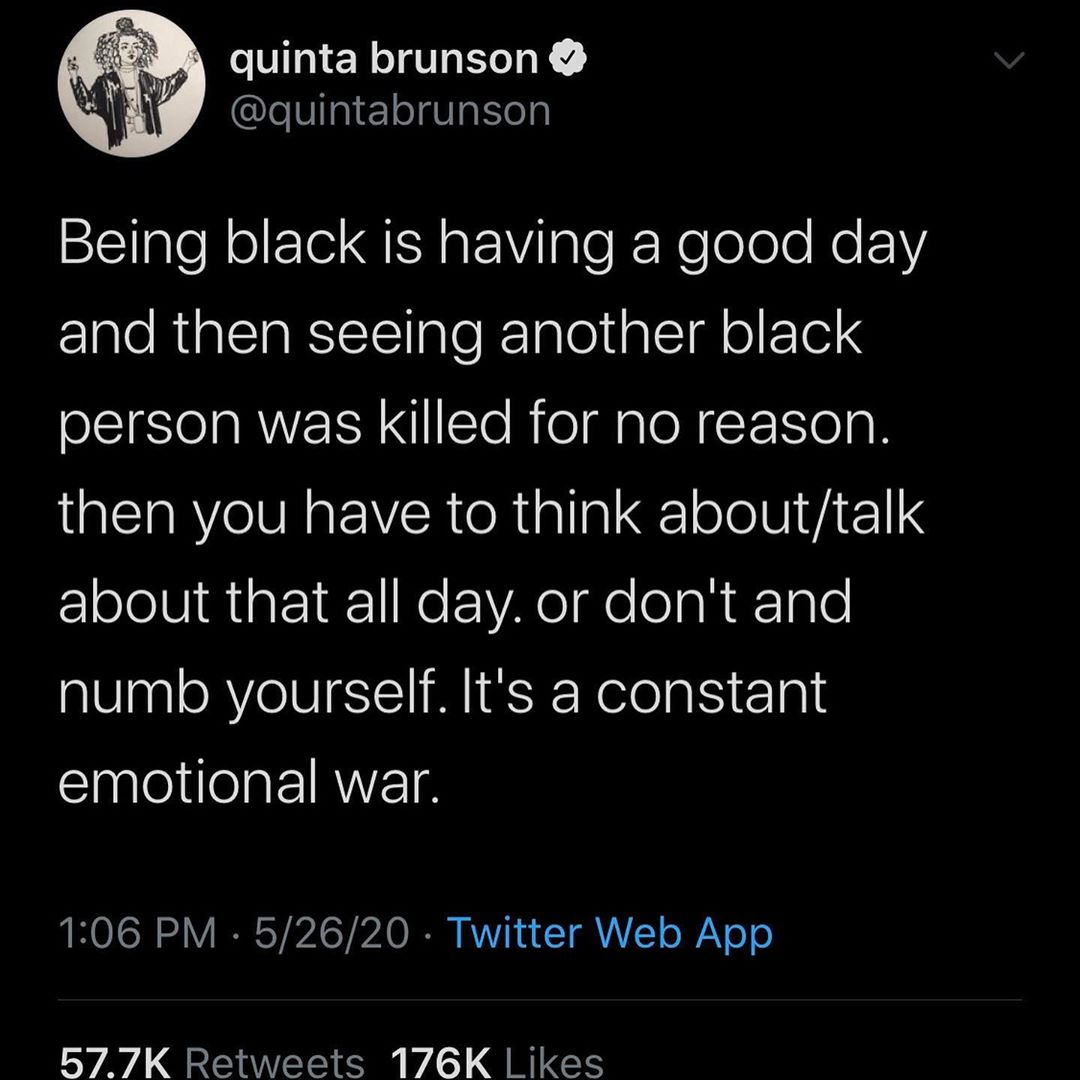 quinta brunson
@quintabrunson
Being black is having a good day
and then seeing another black
person was killed for no reason.
then you have to think about/talk
about that all day. or don't and
numb yourself. It's a constant
emotional war.
1:06 PM · 5/26/20 · Twitter Web App
57.7K Retweets 176K Likes